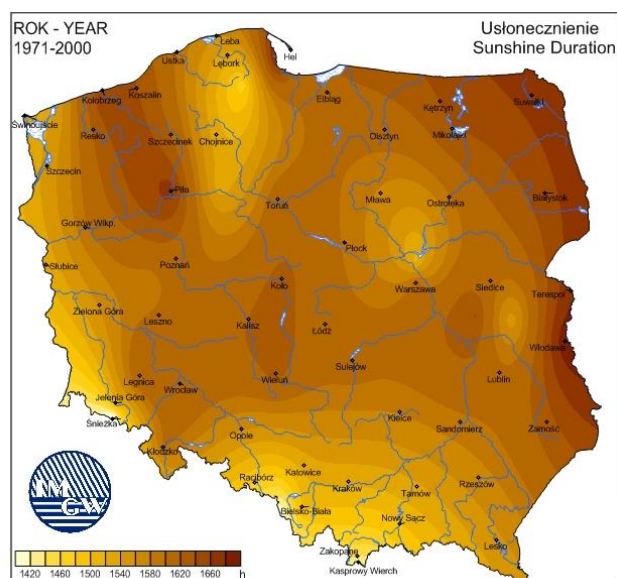 ROK - YEAR
1971-2000
Usłonecznienie
Sunshine Duration
Łeba
Ustka
Lębork
Hel
Koszalin
Kołobrzeg
Elbląg
Kętrzyn
Suwałki
Świnoujście
Resko
Szczecinek
Chojnice
Olsztyn
Mikołajki
Szczecin
Piła
Białystok
Toruń
Mława
Ostrołęka
Gorzów Wlkp.
Płock
Słubice
Poznań
Koło
Warszawa
Siedlce
Terespol
Zielona Góra
Leszno
Kalisz
Łódź
Włodawa
Sulejów
Legnica
Wrocław
Wieluń
Lublin
Jelenia Góra
Śnieżka
Kielce
Sandomierz
Zamość
Opole
Kłodzko
Katowice
Racibórz
Kraków
Tarnów
Rzeszów
Bielsko-Biała
Nowy Sącz
Lesko
Zakopane
Kasprowy Wierch
IM
GW
1420 1460 1500 1540 1580 1620 1660 h